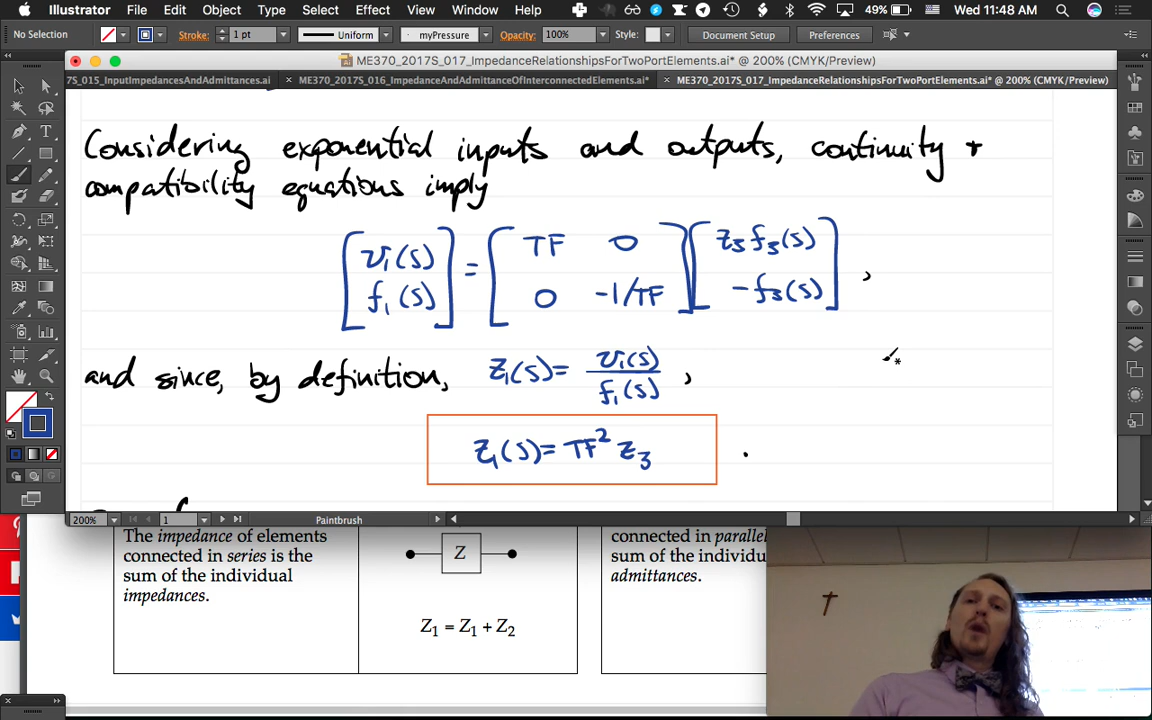 Illustrator File Edit Object Type Select Effect View Window Help 49% Wed 11:48 AM
No Selection Stroke: 1 pt Uniform myPressure Opacity: 100% Style: Document Setup Preferences
ME370_2017S_017_ImpedanceRelationshipsForTwoPortElements.ai* @ 200% (CMYK/Preview)
7S_015_InputImpedancesAndAdmittances.ai ME370_2017S_016_ImpedanceAndAdmittanceOfInterconnectedElements.ai* ME370_2017S_017_ImpedanceRelationshipsForTwoPortElements.ai* @ 200% (CMYK/Preview)
Considering exponential inputs and outputs, continuity +
compatibility equations imply
[v₁(s) f₁(s)] = [TF 0 0 -1/TF] [Z₃f₃(s) -f₃(s)],
and since, by definition, Z₁(s) = v₁(s) / f₁(s) ,
Z₁(s) = TF² Z₃ .
200% 1 Paintbrush
The impedance of elements
connected in series is the
sum of the individual
impedances.
Z
Z₁ = Z₁ + Z₂
connected in parallel
sum of the individu
admittances.